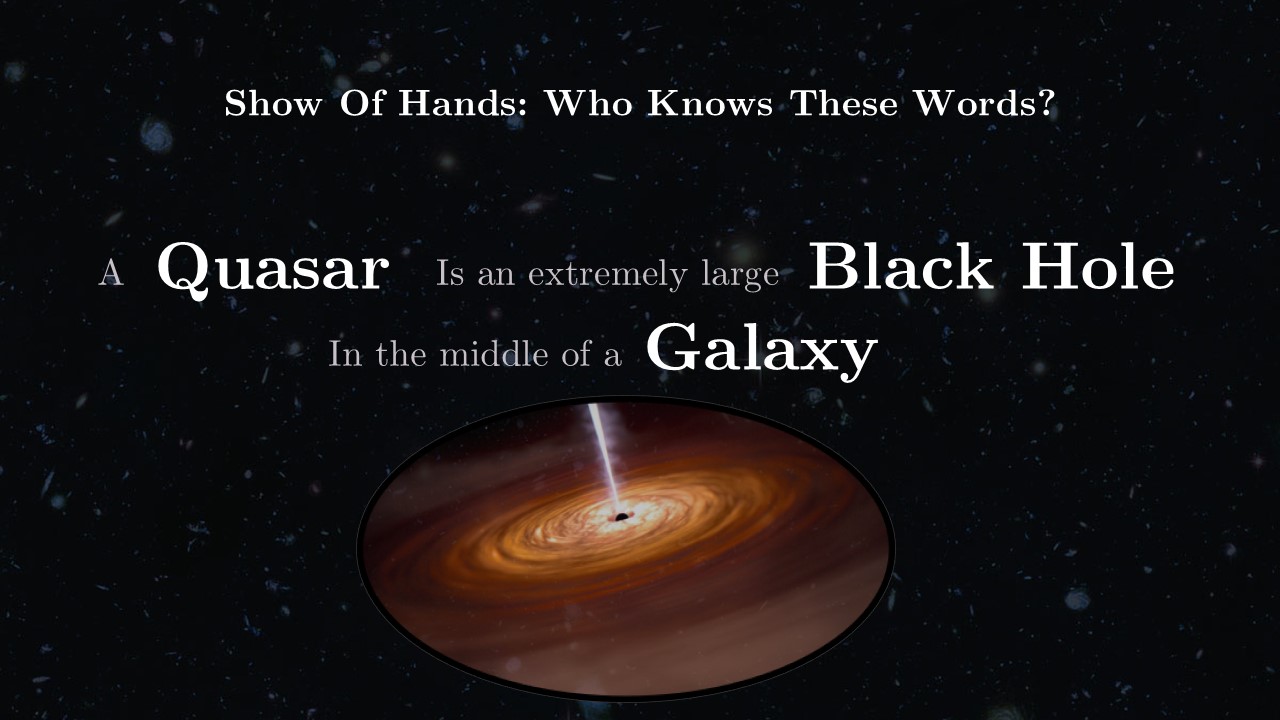 Show Of Hands: Who Knows These Words?
A Quasar Is an extremely large Black Hole
In the middle of a Galaxy